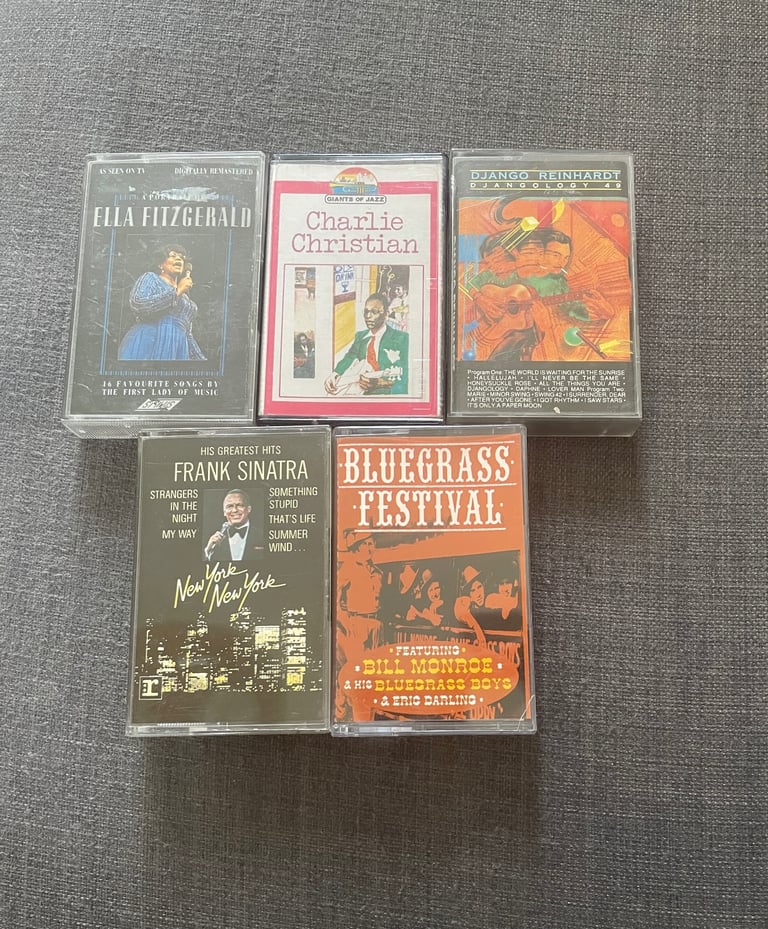 AS SEEN ON TV
DIGITALLY REMASTERED
A PORTRAIT OF
ELLA FITZGERALD
16 FAVOURITE SONGS BY
THE FIRST LADY OF MUSIC
GIANTS OF JAZZ
Charlie
Christian
DJANGO REINHARDT
DJANGOLOGY 49
Program One: THE WORLD IS WAITING FOR THE SUNRISE
• HALLELUJAH • I'LL NEVER BE THE SAME •
HONEYSUCKLE ROSE • ALL THE THINGS YOU ARE •
DJANGOLOGY • DAPHNE • LOVER MAN Program Two:
MARIE • MINOR SWING • SWING 42 • I SURRENDER, DEAR
• AFTER YOU'VE GONE • I GOT RHYTHM • I SAW STARS •
IT'S ONLY A PAPER MOON
HIS GREATEST HITS
FRANK SINATRA
STRANGERS
IN THE
NIGHT
MY WAY
SOMETHING
STUPID
THAT'S LIFE
SUMMER
WIND...
New York
New York
r
BLUEGRASS
FESTIVAL
• FEATURING •
• BILL MONROE •
& HIS BLUEGRASS BOYS
• & ERIC DARLING •